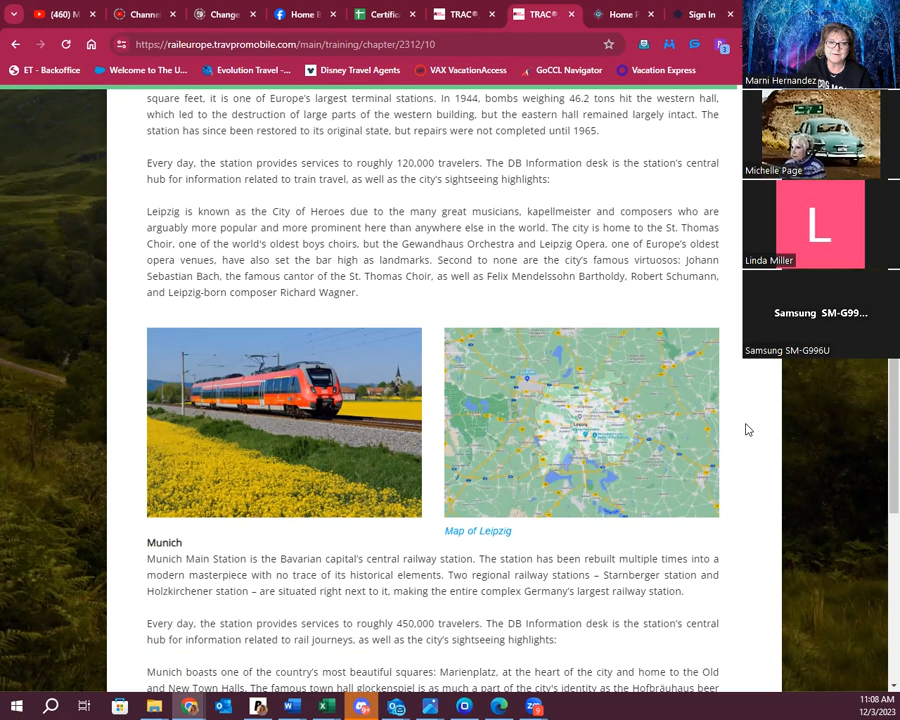 (460) M
Channel
Change
Home B
Certific
TRAC®
TRAC®
Home P
Sign In
https://raileurope.travpromobile.com/main/training/chapter/2312/10
3
ET - Backoffice
Welcome to The U...
Evolution Travel -...
Disney Travel Agents
VAX VacationAccess
GoCCL Navigator
Vacation Express
Marni Hernandez
Michelle Page
L
Linda Miller
Samsung SM-G99...
Samsung SM-G996U
square feet, it is one of Europe's largest terminal stations. In 1944, bombs weighing 46.2 tons hit the western hall,
which led to the destruction of large parts of the western building, but the eastern hall remained largely intact. The
station has since been restored to its original state, but repairs were not completed until 1965.
Every day, the station provides services to roughly 120,000 travelers. The DB Information desk is the station's central
hub for information related to train travel, as well as the city's sightseeing highlights:
Leipzig is known as the City of Heroes due to the many great musicians, kapellmeister and composers who are
arguably more popular and more prominent here than anywhere else in the world. The city is home to the St. Thomas
Choir, one of the world's oldest boys choirs, but the Gewandhaus Orchestra and Leipzig Opera, one of Europe's oldest
opera venues, have also set the bar high as landmarks. Second to none are the city's famous virtuosos: Johann
Sebastian Bach, the famous cantor of the St. Thomas Choir, as well as Felix Mendelssohn Bartholdy, Robert Schumann,
and Leipzig-born composer Richard Wagner.
Leipzig
Map of Leipzig
Munich
Munich Main Station is the Bavarian capital's central railway station. The station has been rebuilt multiple times into a
modern masterpiece with no trace of its historical elements. Two regional railway stations – Starnberger station and
Holzkirchener station – are situated right next to it, making the entire complex Germany's largest railway station.
Every day, the station provides services to roughly 450,000 travelers. The DB Information desk is the station's central
hub for information related to rail journeys, as well as the city's sightseeing highlights:
Munich boasts one of the country's most beautiful squares: Marienplatz, at the heart of the city and home to the Old
and New Town Halls. The famous town hall glockenspiel is as much a part of the city's identity as the Hofbräuhaus beer
11:08 AM
12/3/2023